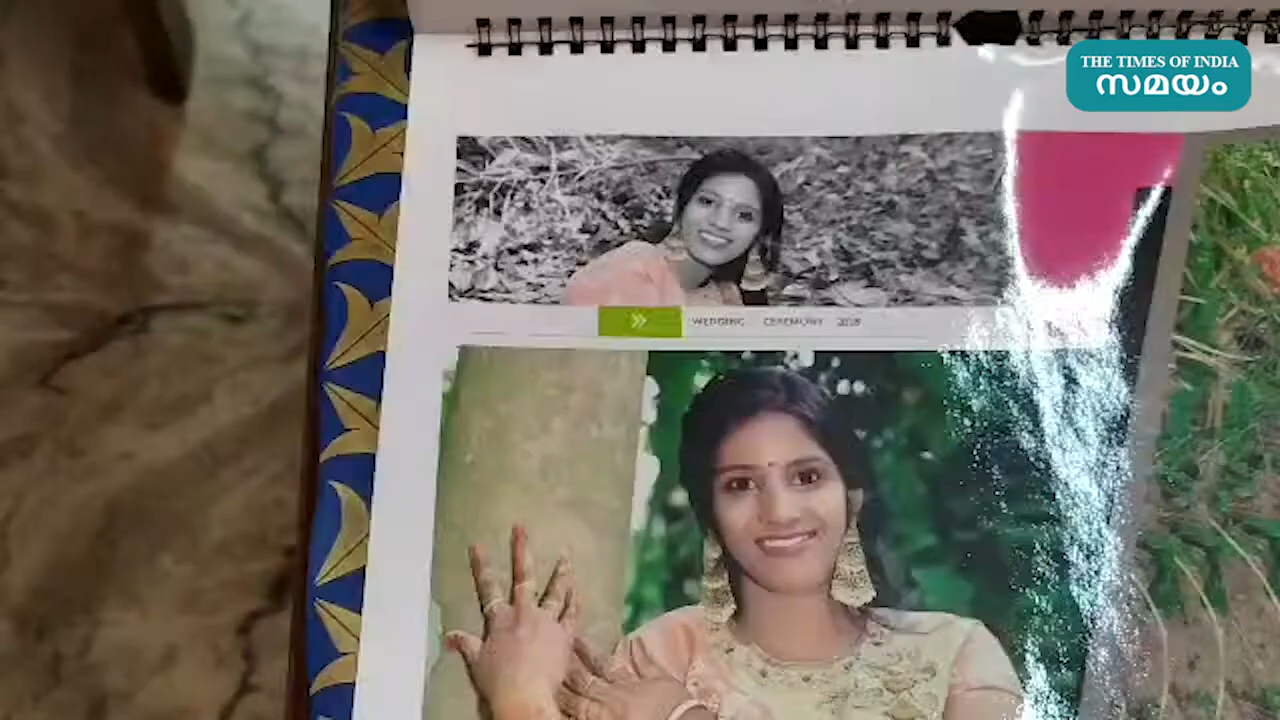 THE TIMES OF INDIA
സമയം
WEDDING CEREMONY 2018